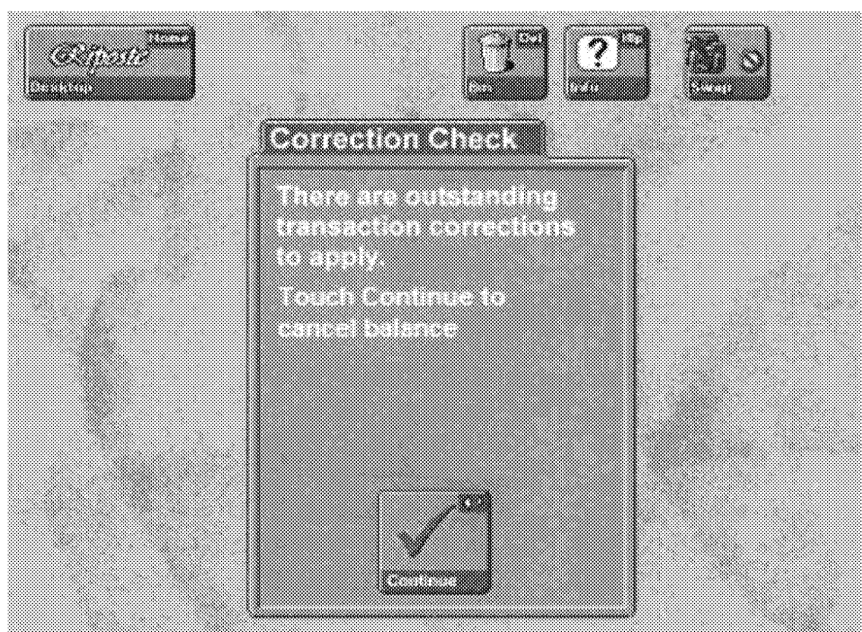 Riposte
Home
Desktop
Del
Bin
?
Info
Swap
Correction Check
There are outstanding
transaction corrections
to apply.
Touch Continue to
cancel balance
Continue